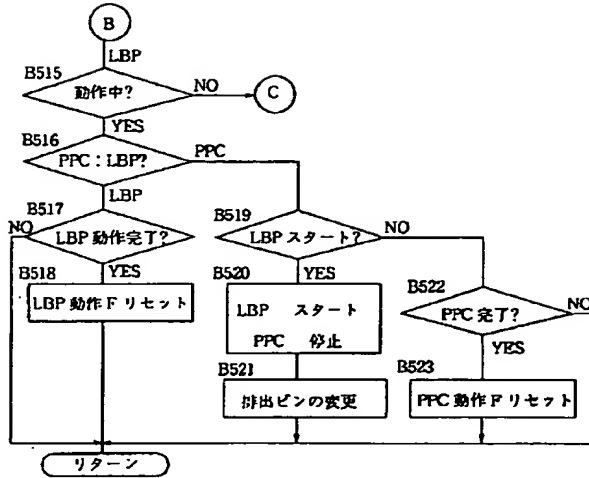 B
LBP
B515
動作中?
NO
C
YES
B516
PPC:LBP?
PPC
LBP
B517
NO
LBP 動作完了?
YES
B518
LBP 動作 F リセット
B519
LBP スタート?
NO
YES
B520
LBP スタート
PPC 停止
B521
排出ビンの変更
B522
PPC 完了?
NO
YES
B523
PPC 動作 F リセット
リターン